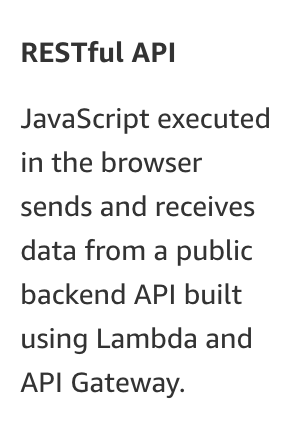 RESTful API
JavaScript executed
in the browser
sends and receives
data from a public
backend API built
using Lambda and
API Gateway.